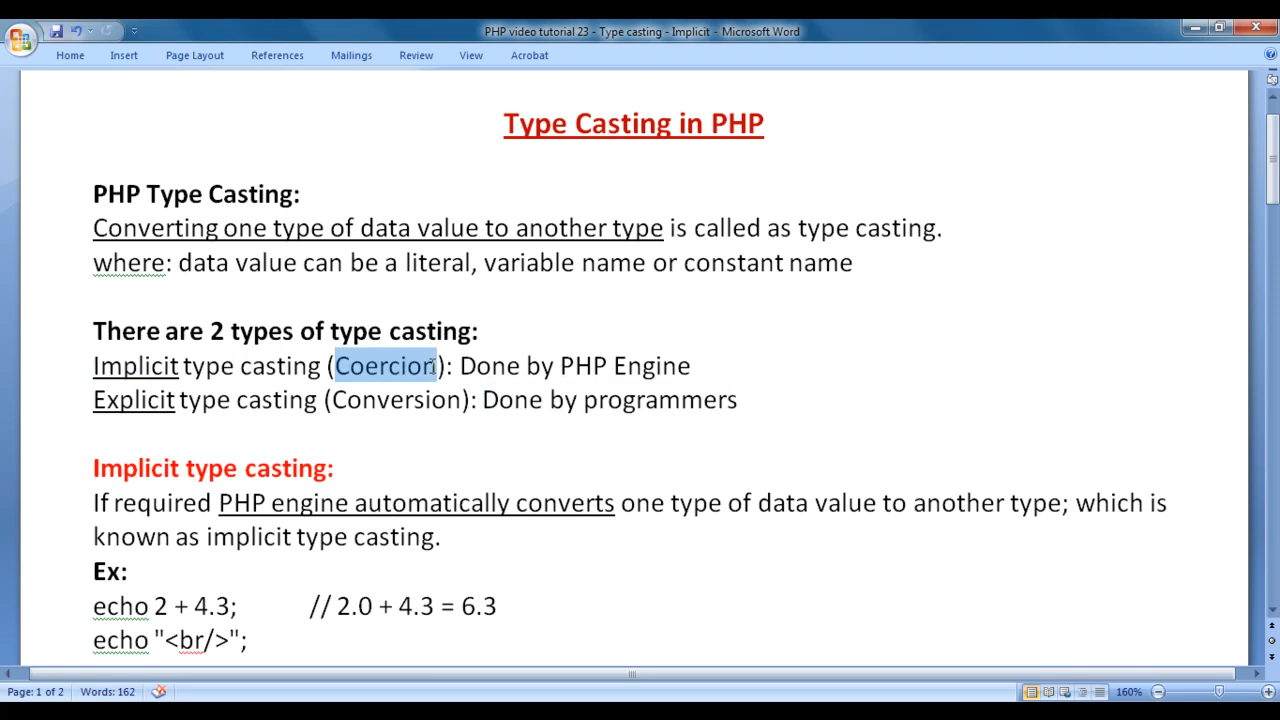 PHP video tutorial 23 - Type casting - Implicit - Microsoft Word
Home Insert Page Layout References Mailings Review View Acrobat
Type Casting in PHP
PHP Type Casting:
Converting one type of data value to another type is called as type casting.
where: data value can be a literal, variable name or constant name
There are 2 types of type casting:
Implicit type casting (Coercion): Done by PHP Engine
Explicit type casting (Conversion): Done by programmers
Implicit type casting:
If required PHP engine automatically converts one type of data value to another type; which is
known as implicit type casting.
Ex:
echo 2 + 4.3; // 2.0 + 4.3 = 6.3
echo "<br/>";
Page: 1 of 2 Words: 162 160%